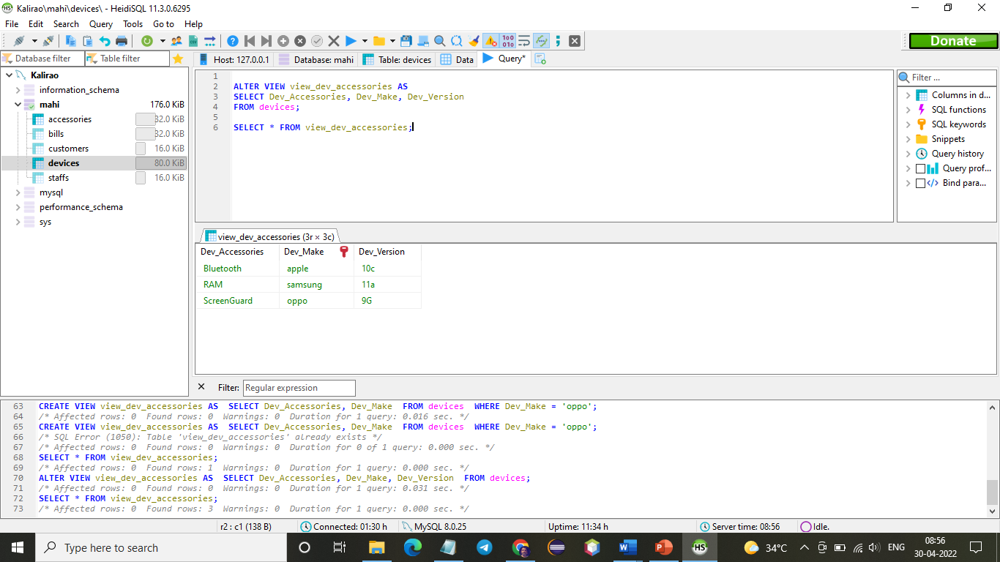 Kalirao\mahi\devices\ - HeidiSQL 11.3.0.6295
File Edit Search Query Tools Go to Help
Donate
Database filter Table filter Host: 127.0.0.1 Database: mahi Table: devices Data Query*
Kalirao
information_schema
mahi 176.0 KiB
accessories 32.0 KiB
bills 32.0 KiB
customers 16.0 KiB
devices 80.0 KiB
staffs 16.0 KiB
mysql
performance_schema
sys
1
2 ALTER VIEW view_dev_accessories AS
3 SELECT Dev_Accessories, Dev_Make, Dev_Version
4 FROM devices;
5
6 SELECT * FROM view_dev_accessories;
Filter ...
Columns in d...
SQL functions
SQL keywords
Snippets
Query history
Query prof...
Bind para...
view_dev_accessories (3r × 3c)
Dev_Accessories Dev_Make Dev_Version
Bluetooth apple 10c
RAM samsung 11a
ScreenGuard oppo 9G
Filter: Regular expression
63 CREATE VIEW view_dev_accessories AS  SELECT Dev_Accessories, Dev_Make  FROM devices  WHERE Dev_Make = 'oppo';
64 /* Affected rows: 0  Found rows: 0  Warnings: 0  Duration for 1 query: 0.016 sec. */
65 CREATE VIEW view_dev_accessories AS  SELECT Dev_Accessories, Dev_Make  FROM devices  WHERE Dev_Make = 'oppo';
66 /* SQL Error (1050): Table 'view_dev_accessories' already exists */
67 /* Affected rows: 0  Found rows: 0  Warnings: 0  Duration for 0 of 1 query: 0.000 sec. */
68 SELECT * FROM view_dev_accessories;
69 /* Affected rows: 0  Found rows: 1  Warnings: 0  Duration for 1 query: 0.000 sec. */
70 ALTER VIEW view_dev_accessories AS  SELECT Dev_Accessories, Dev_Make, Dev_Version  FROM devices;
71 /* Affected rows: 0  Found rows: 0  Warnings: 0  Duration for 1 query: 0.031 sec. */
72 SELECT * FROM view_dev_accessories;
73 /* Affected rows: 0  Found rows: 3  Warnings: 0  Duration for 1 query: 0.000 sec. */
r2 : c1 (138 B) Connected: 01:30 h MySQL 8.0.25 Uptime: 11:34 h Server time: 08:56 Idle.
Type here to search
HS
34°C
ENG
08:56
30-04-2022